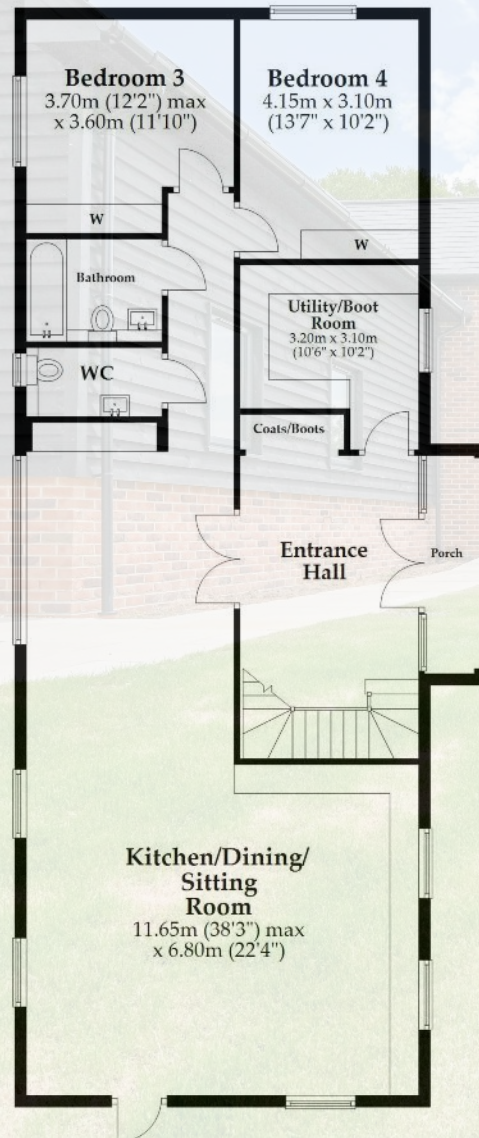 Bedroom 3
3.70m (12'2") max
x 3.60m (11'10")
Bedroom 4
4.15m x 3.10m
(13'7" x 10'2")
W
W
Bathroom
Utility/Boot
Room
3.20m x 3.10m
(10'6" x 10'2")
WC
Coats/Boots
Entrance
Hall
Porch
Kitchen/Dining/
Sitting
Room
11.65m (38'3") max
x 6.80m (22'4")